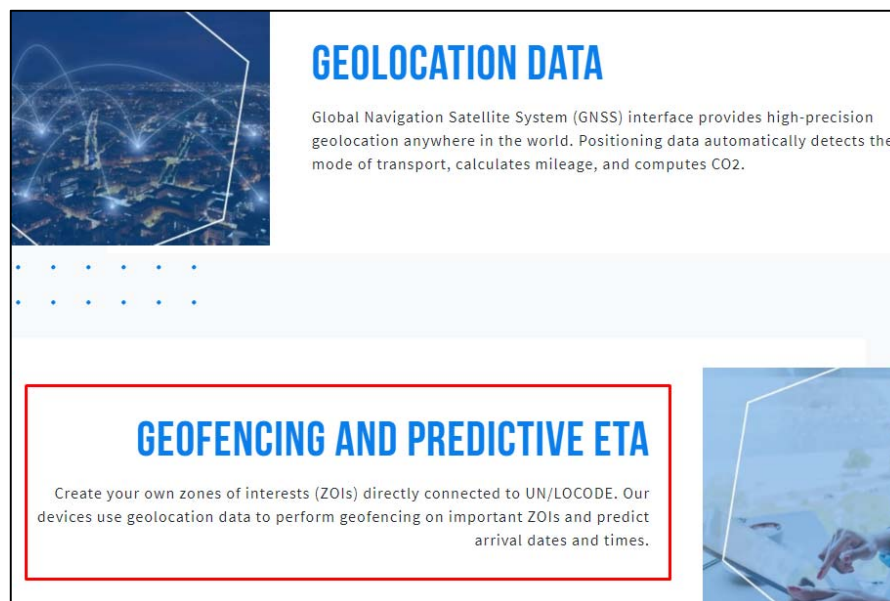 GEOLOCATION DATA
Global Navigation Satellite System (GNSS) interface provides high-precision
geolocation anywhere in the world. Positioning data automatically detects the
mode of transport, calculates mileage, and computes CO2.
GEOFENCING AND PREDICTIVE ETA
Create your own zones of interests (ZOIs) directly connected to UN/LOCODE. Our
devices use geolocation data to perform geofencing on important ZOIs and predict
arrival dates and times.